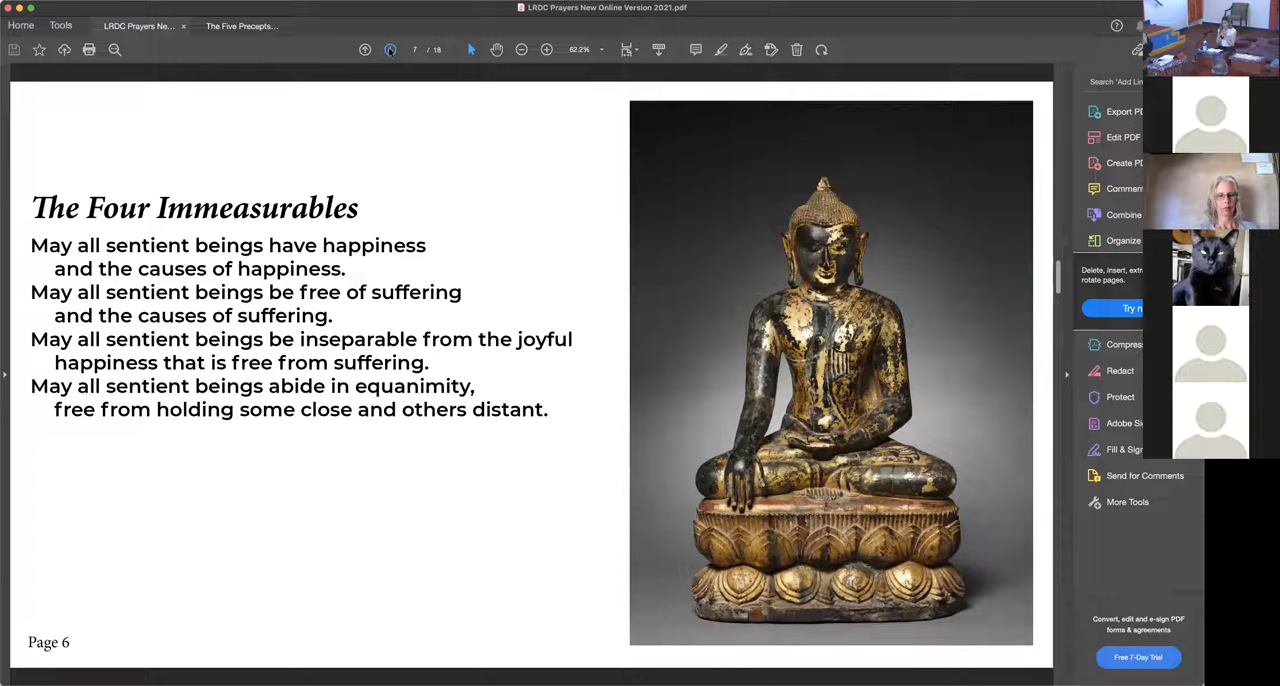 LRDC Prayers New Online Version 2021.pdf
Home Tools LRDC Prayers Ne... × The Five Precepts...
7 / 18 62.2%
The Four Immeasurables
May all sentient beings have happiness
and the causes of happiness.
May all sentient beings be free of suffering
and the causes of suffering.
May all sentient beings be inseparable from the joyful
happiness that is free from suffering.
May all sentient beings abide in equanimity,
free from holding some close and others distant.
Page 6
Search 'Add Lin
Export PD
Edit PDF
Create PD
Comment
Combine
Organize
Delete, insert, extra
rotate pages.
Try n
Compress
Redact
Protect
Adobe Si
Fill & Sign
Send for Comments
More Tools
Convert, edit and e-sign PDF
forms & agreements
Free 7-Day Trial